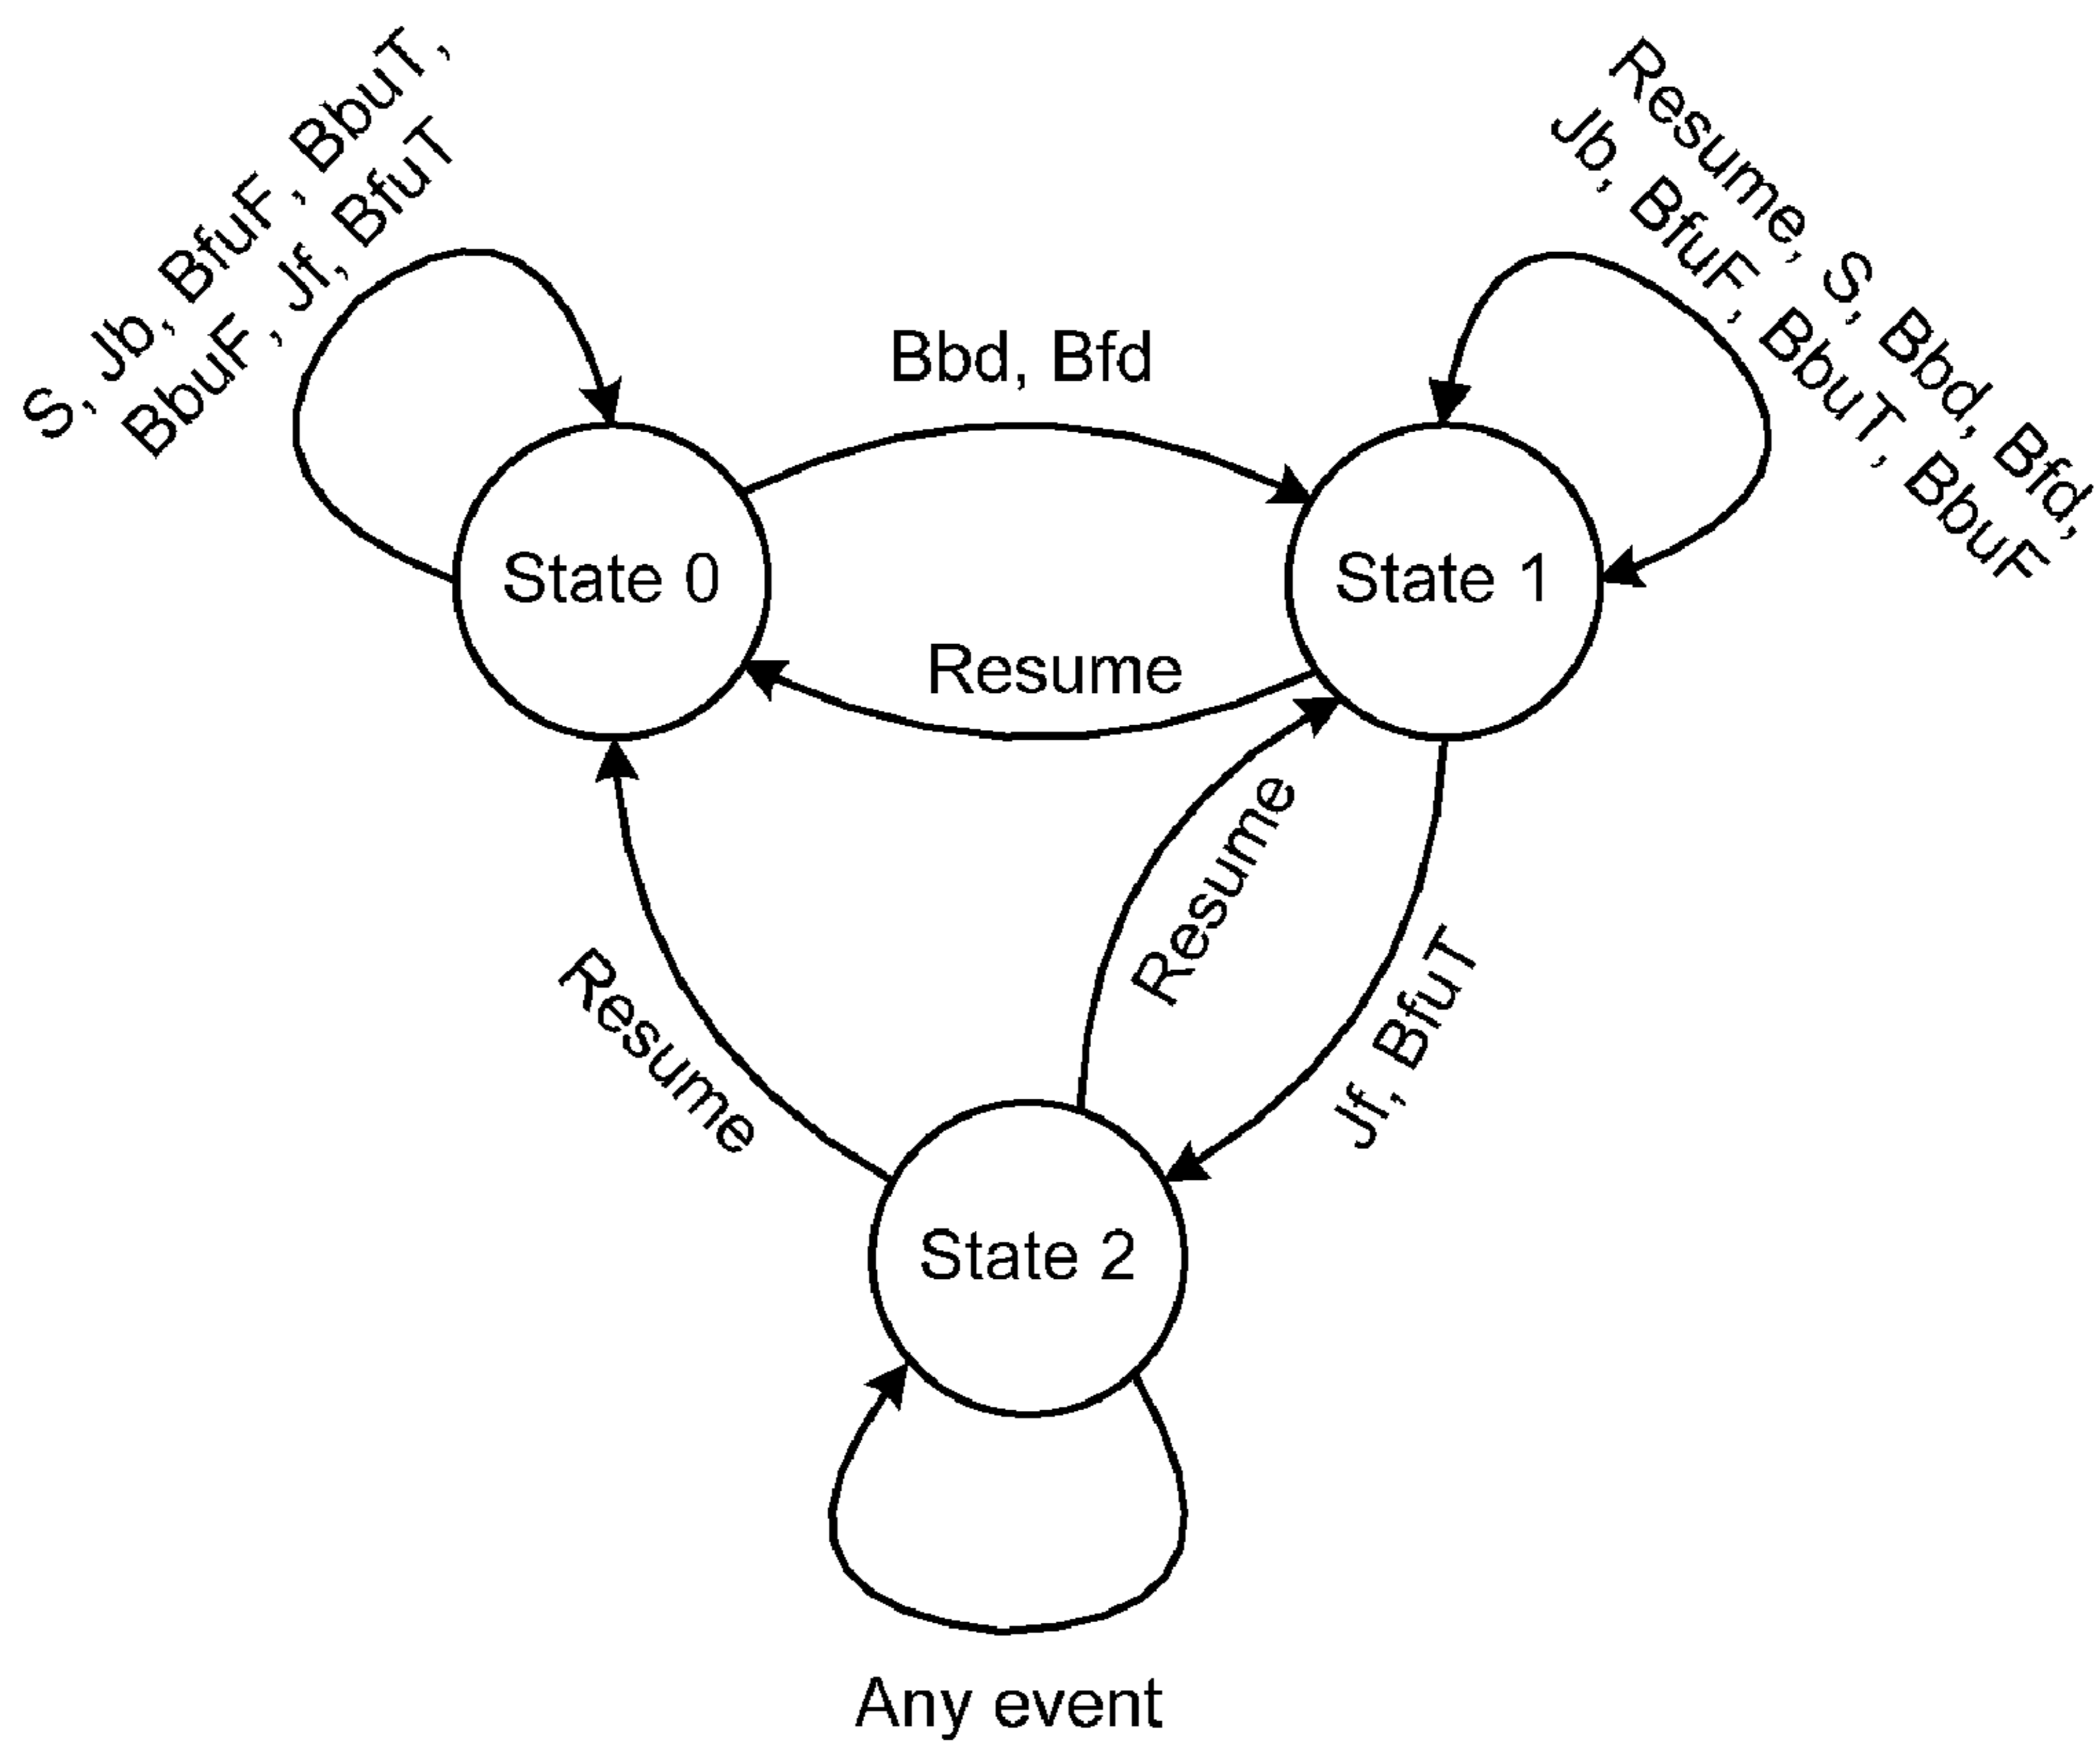 S, Jb, BfuF, BbuT,
BbuF, Jf, BfuT
Resume, S, Bbd, Bfd,
Jb, BfuF, BbuT, BbuF
Bbd, Bfd
State 0
State 1
Resume
Resume
Resume
Jf, BfuT
State 2
Any event